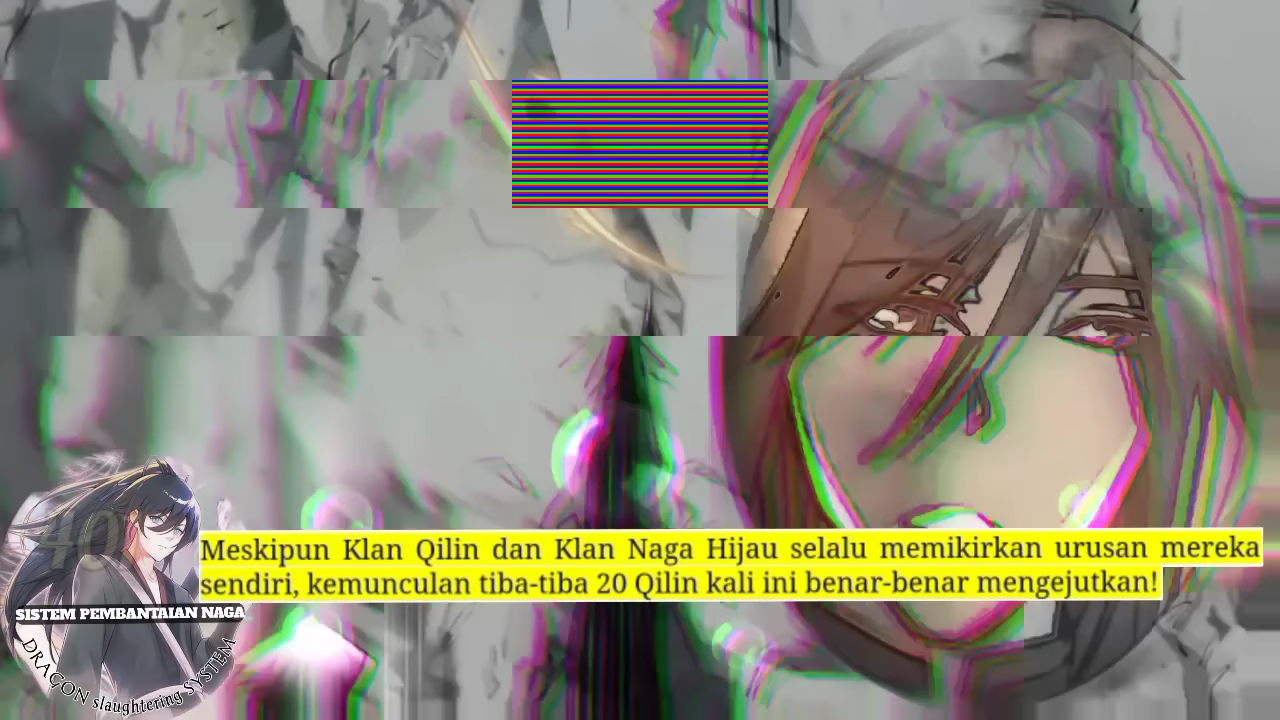 Meskipun Klan Qilin dan Klan Naga Hijau selalu memikirkan urusan mereka
sendiri, kemunculan tiba-tiba 20 Qilin kali ini benar-benar mengejutkan!
40
SISTEM PEMBANTAIAN NAGA
DRAGON slaughtering SYSTEM